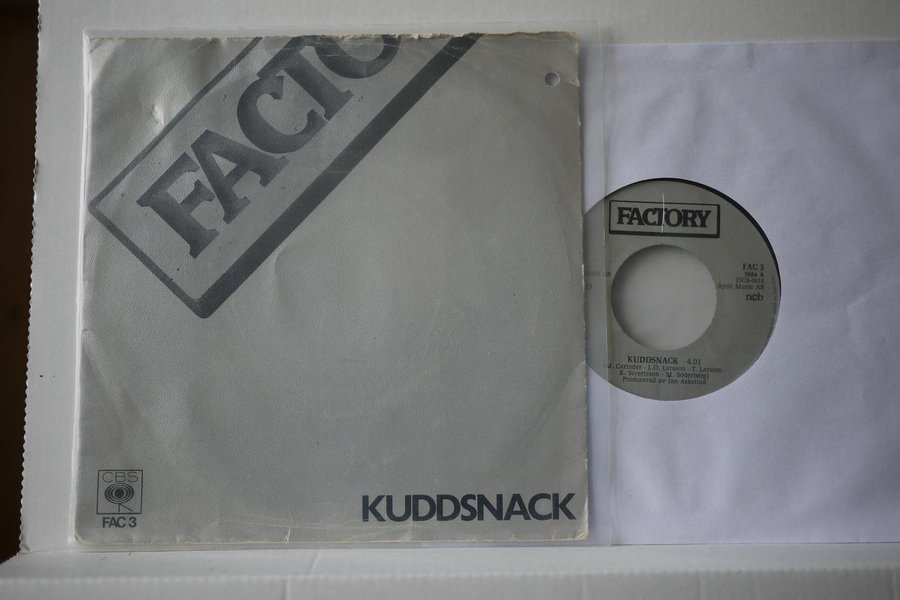 FACTO
CBS
FAC 3
KUDDSNACK
FACTORY
FAC 3
Sida A
April Music AB
ncb
KUDDSNACK 4.01
M. Carinder - L.O. Larsson - T. Larsson -
K. Sivertsson - M. Söderberg)
Producerad av Jan Askelind